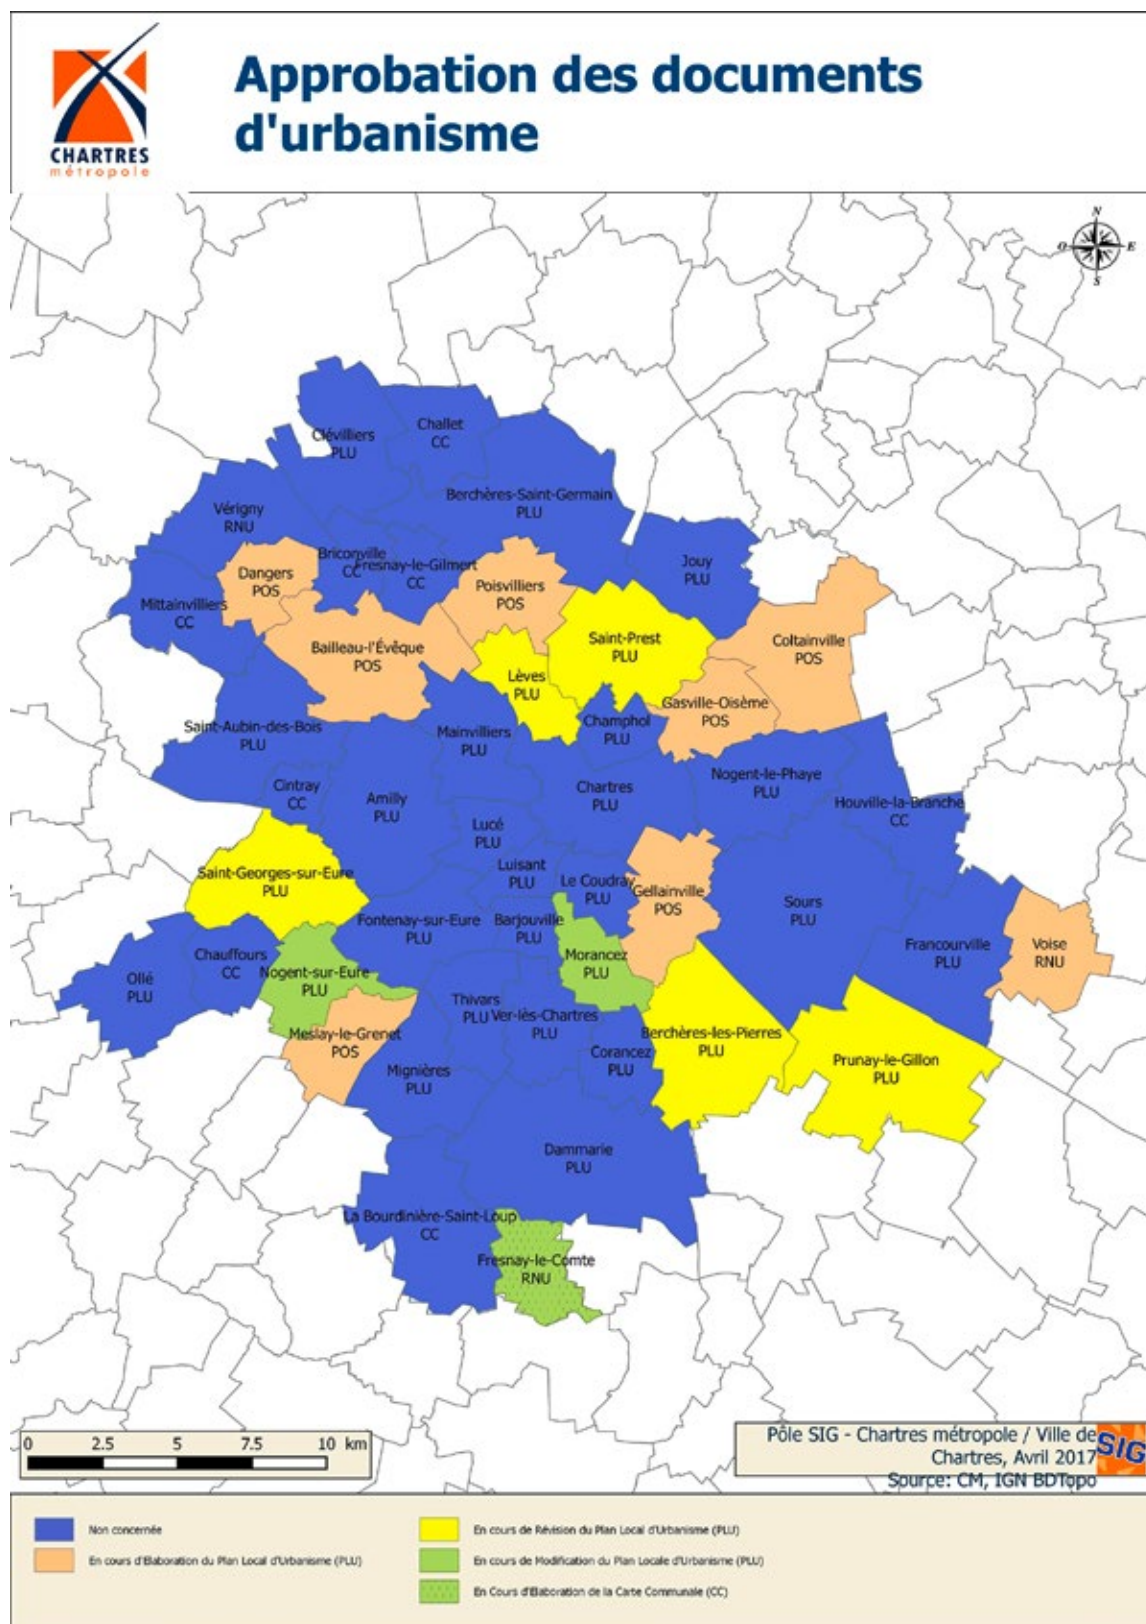 CHARTRES
métropole
Approbation des documents
d'urbanisme
N
O
E
S
Clévilliers
PLU
Challet
CC
Berchères-Saint-Germain
PLU
Vérigny
RNU
Briconville
CC
Fresnay-le-Gilmert
CC
Jouy
PLU
Dangers
POS
Poisvilliers
POS
Mittainvilliers
CC
Bailleau-l'Évêque
POS
Saint-Prest
PLU
Coltainville
POS
Lèves
PLU
Gasville-Oisème
POS
Saint-Aubin-des-Bois
PLU
Mainvilliers
PLU
Champhol
PLU
Cintray
CC
Amilly
PLU
Chartres
PLU
Nogent-le-Phaye
PLU
Houville-la-Branche
CC
Lucé
PLU
Luisant
PLU
Saint-Georges-sur-Eure
PLU
Le Coudray
PLU
Gellainville
POS
Sours
PLU
Fontenay-sur-Eure
PLU
Barjouville
PLU
Francourville
PLU
Voise
RNU
Ollé
PLU
Chauffours
CC
Nogent-sur-Eure
PLU
Morancez
PLU
Thivars
PLU
Ver-lès-Chartres
PLU
Meslay-le-Grenet
POS
Berchères-les-Pierres
PLU
Corancez
PLU
Prunay-le-Gillon
PLU
Mignières
PLU
Dammarie
PLU
La Bourdinière-Saint-Loup
CC
Fresnay-le-Comte
RNU
0 2.5 5 7.5 10 km
Pôle SIG - Chartres métropole / Ville de
Chartres, Avril 2017
Source: CM, IGN BDTopo
SIG
Non concernée
En cours d'Elaboration du Plan Local d'Urbanisme (PLU)
En cours de Révision du Plan Local d'Urbanisme (PLU)
En cours de Modification du Plan Locale d'Urbanisme (PLU)
En Cours d'Elaboration de la Carte Communale (CC)